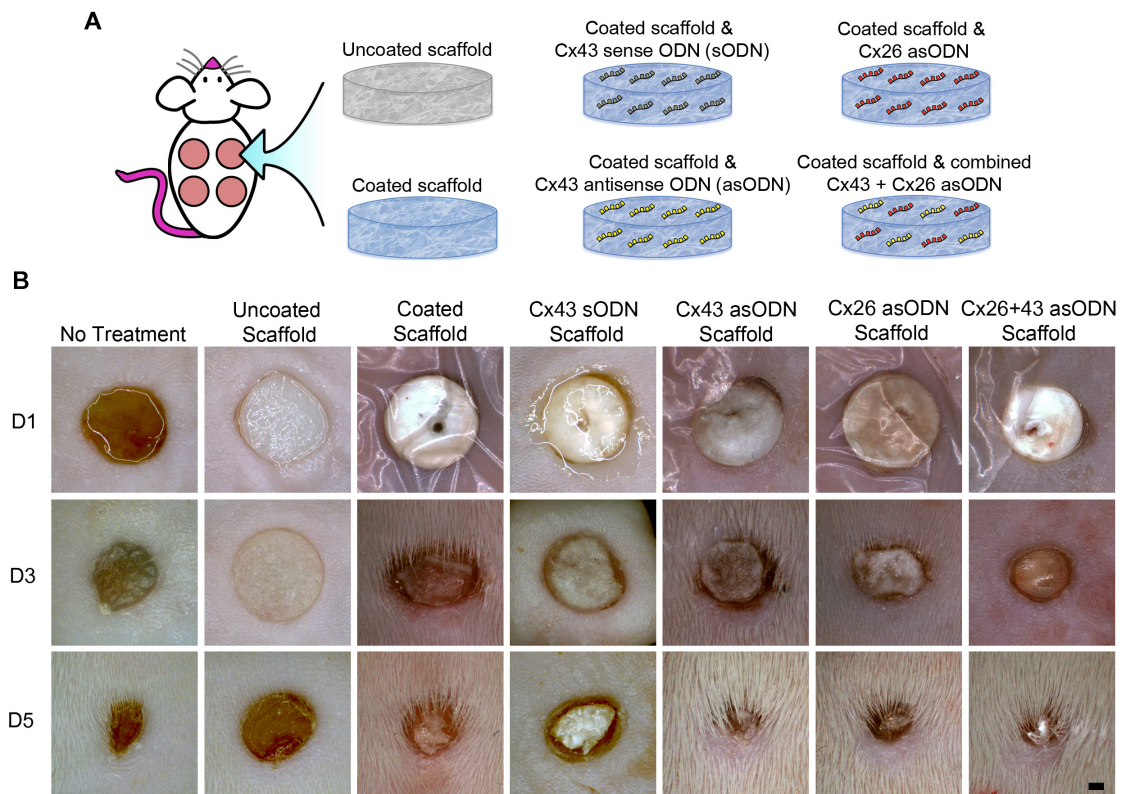 A
Uncoated scaffold
Coated scaffold &
Cx43 sense ODN (sODN)
Coated scaffold &
Cx26 asODN
Coated scaffold
Coated scaffold &
Cx43 antisense ODN (asODN)
Coated scaffold & combined
Cx43 + Cx26 asODN
B
No Treatment
Uncoated
Scaffold
Coated
Scaffold
Cx43 sODN
Scaffold
Cx43 asODN
Scaffold
Cx26 asODN
Scaffold
Cx26+43 asODN
Scaffold
D1
D3
D5